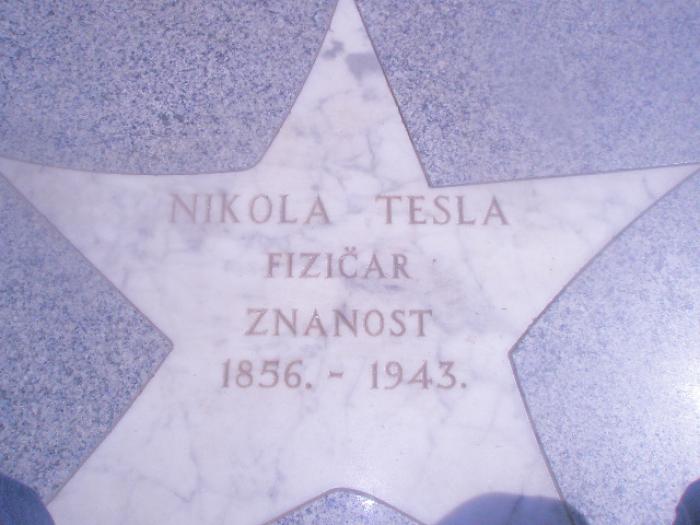 NIKOLA TESLA
FIZIČAR
ZNANOST
1856. - 1943.